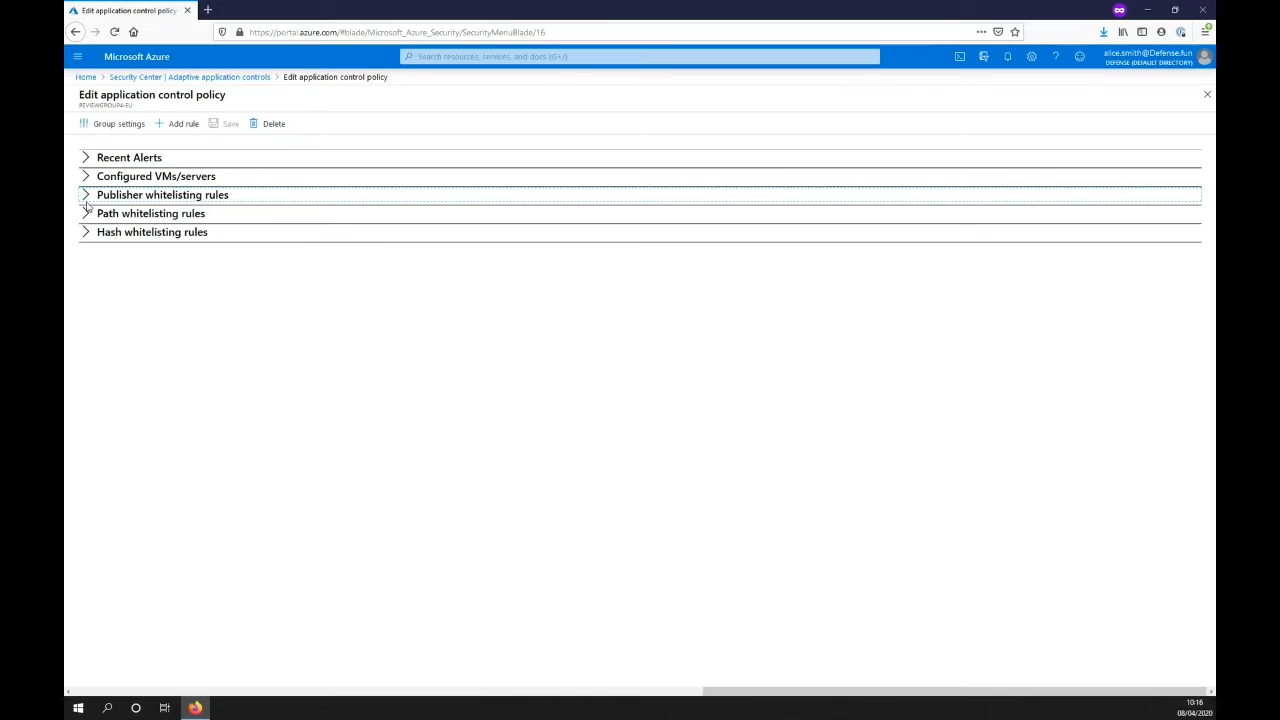 Edit application control policy
https://portal.azure.com/#blade/Microsoft_Azure_Security/SecurityMenuBlade/16
Microsoft Azure
Search resources, services, and docs (G+/)
alice.smith@Defense.fun
DEFENSE (DEFAULT DIRECTORY)
Home > Security Center | Adaptive application controls > Edit application control policy
Edit application control policy
REVIEWGROUP4-EU
Group settings
Add rule
Save
Delete
Recent Alerts
Configured VMs/servers
Publisher whitelisting rules
Path whitelisting rules
Hash whitelisting rules
10:16
08/04/2020